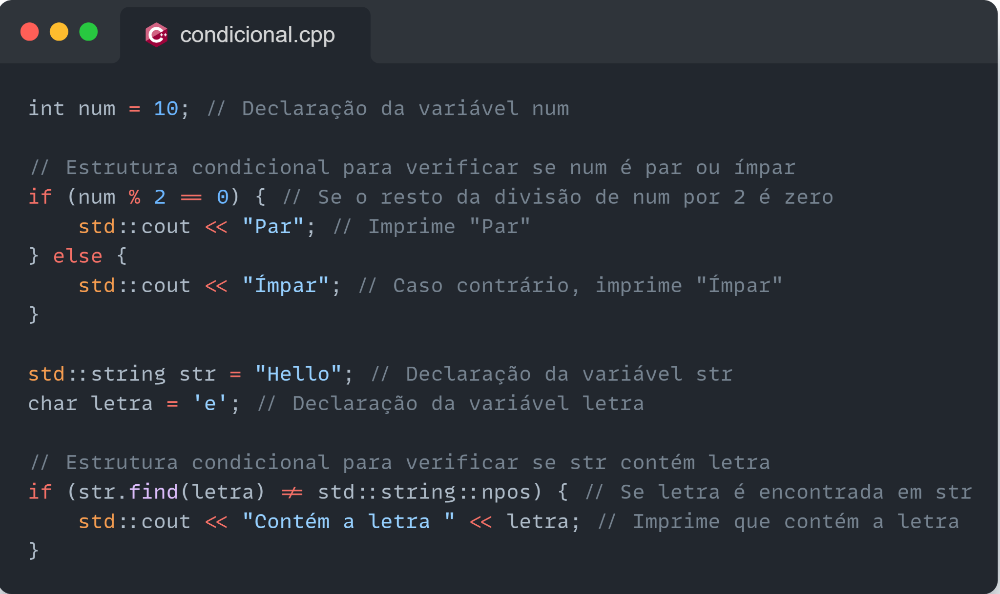 condicional.cpp
int num = 10; // Declaração da variável num
// Estrutura condicional para verificar se num é par ou ímpar
if (num % 2 == 0) { // Se o resto da divisão de num por 2 é zero
    std::cout << "Par"; // Imprime "Par"
} else {
    std::cout << "Ímpar"; // Caso contrário, imprime "Ímpar"
}
std::string str = "Hello"; // Declaração da variável str
char letra = 'e'; // Declaração da variável letra
// Estrutura condicional para verificar se str contém letra
if (str.find(letra) != std::string::npos) { // Se letra é encontrada em str
    std::cout << "Contém a letra " << letra; // Imprime que contém a letra
}